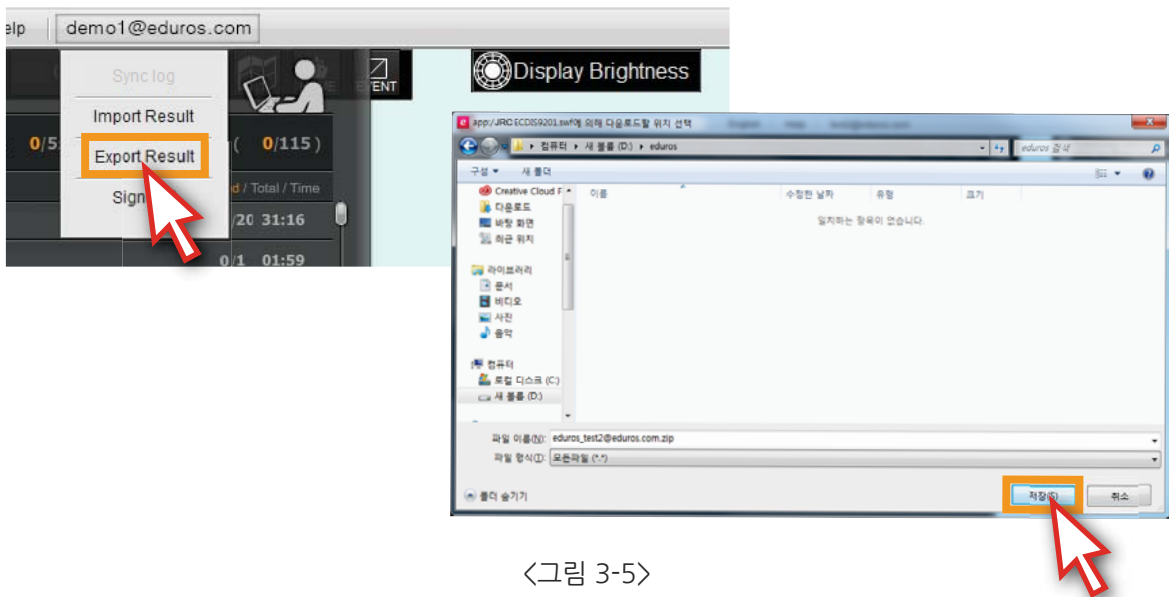 elp demo1@eduros.com
Sync log
Import Result
Export Result
Sign
EVENT
Display Brightness
0/5
( 0/115 )
d / Total / Time
/20 31:16
0/1 01:59
app:/JRC ECDIS9201.swf에 의해 다운로드할 위치 선택
컴퓨터 ▸ 새 볼륨 (D:) ▸ eduros
eduros 검색
구성 ▼ 새 폴더
Creative Cloud F
다운로드
바탕 화면
최근 위치
라이브러리
문서
비디오
사진
음악
컴퓨터
로컬 디스크 (C:)
새 볼륨 (D:)
이름 수정한 날짜 유형 크기
일치하는 항목이 없습니다.
파일 이름(N): eduros_test2@eduros.com.zip
파일 형식(T): 모든파일 (*.*)
폴더 숨기기
저장(S) 취소
<그림 3-5>